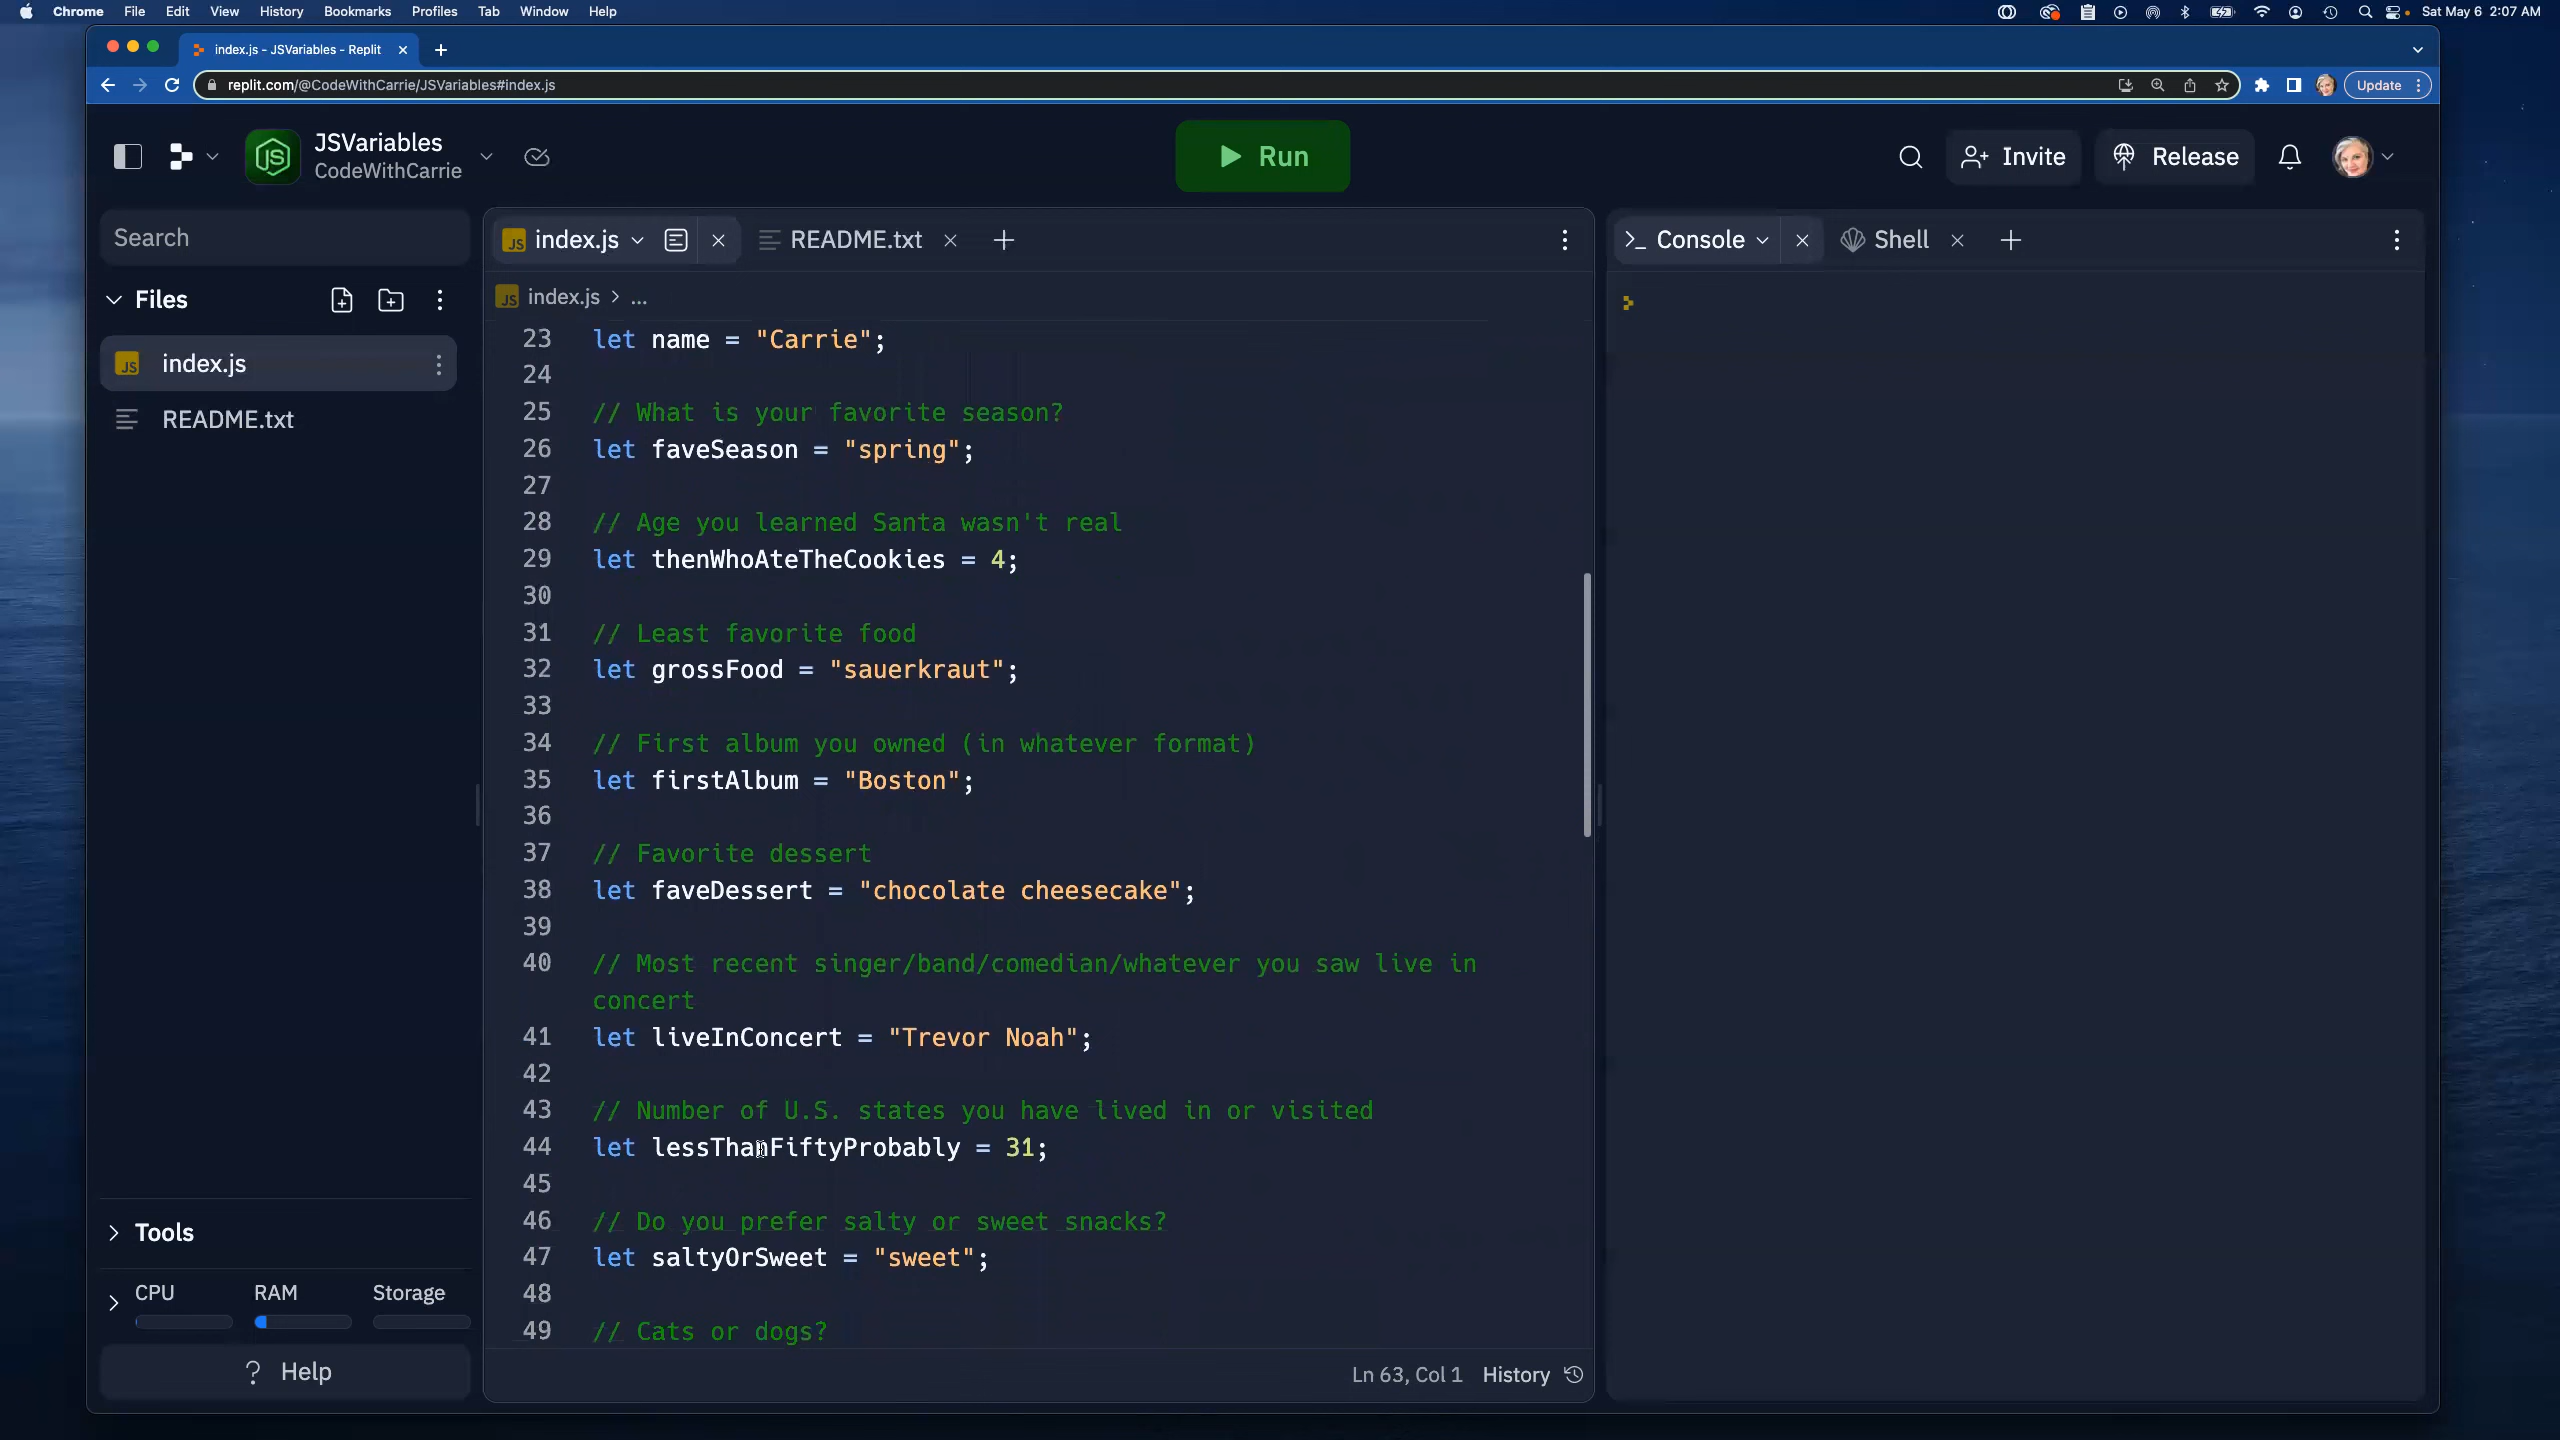 Chrome File Edit View History Bookmarks Profiles Tab Window Help Sat May 6 2:07 AM
index.js - JSVariables - Replit
replit.com/@CodeWithCarrie/JSVariables#index.js Update
JSVariables
CodeWithCarrie
Run
Invite Release
Search
Files
JS index.js
README.txt
Tools
CPU RAM Storage
? Help
JS index.js README.txt
JS index.js > ...
23 let name = "Carrie";
24
25 // What is your favorite season?
26 let faveSeason = "spring";
27
28 // Age you learned Santa wasn't real
29 let thenWhoAteTheCookies = 4;
30
31 // Least favorite food
32 let grossFood = "sauerkraut";
33
34 // First album you owned (in whatever format)
35 let firstAlbum = "Boston";
36
37 // Favorite dessert
38 let faveDessert = "chocolate cheesecake";
39
40 // Most recent singer/band/comedian/whatever you saw live in
concert
41 let liveInConcert = "Trevor Noah";
42
43 // Number of U.S. states you have lived in or visited
44 let lessThanFiftyProbably = 31;
45
46 // Do you prefer salty or sweet snacks?
47 let saltyOrSweet = "sweet";
48
49 // Cats or dogs?
Ln 63, Col 1 History
>_ Console Shell